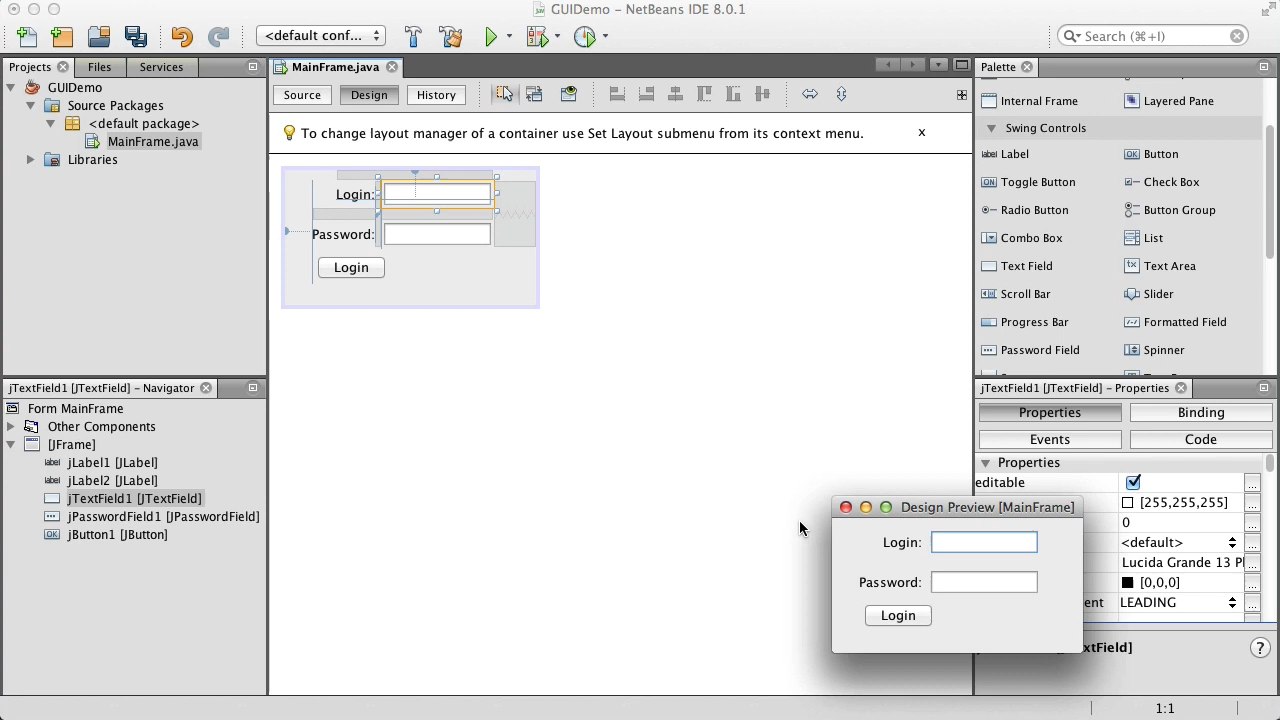 GUIDemo – NetBeans IDE 8.0.1
<default conf...
Search (⌘+I)
Projects
Files
Services
GUIDemo
Source Packages
<default package>
MainFrame.java
Libraries
MainFrame.java
Source
Design
History
To change layout manager of a container use Set Layout submenu from its context menu.
x
Login:
Password:
Login
Palette
Internal Frame
Layered Pane
Swing Controls
label Label
OK Button
ON Toggle Button
Check Box
Radio Button
Button Group
Combo Box
List
Text Field
Text Area
Scroll Bar
Slider
Progress Bar
Formatted Field
Password Field
Spinner
jTextField1 [JTextField] – Navigator
Form MainFrame
Other Components
[JFrame]
label jLabel1 [JLabel]
label jLabel2 [JLabel]
jTextField1 [JTextField]
jPasswordField1 [JPasswordField]
OK jButton1 [JButton]
jTextField1 [JTextField] – Properties
Properties
Binding
Events
Code
Properties
editable
...
[255,255,255]
...
0
...
<default>
...
Lucida Grande 13 Pl
...
[0,0,0]
...
ent
LEADING
...
xtField]
?
Design Preview [MainFrame]
Login:
Password:
Login
1:1